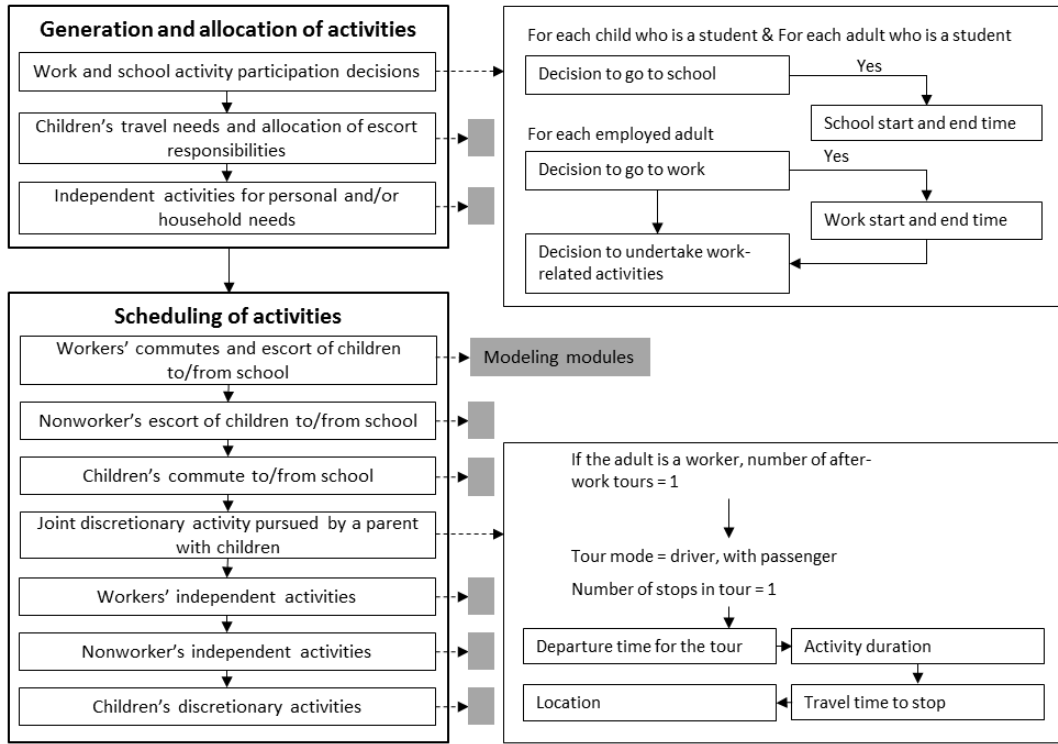 Generation and allocation of activities
Work and school activity participation decisions
Children's travel needs and allocation of escort
responsibilities
Independent activities for personal and/or
household needs
For each child who is a student & For each adult who is a student
Decision to go to school
Yes
School start and end time
For each employed adult
Decision to go to work
Yes
Work start and end time
Decision to undertake work-
related activities
Scheduling of activities
Workers' commutes and escort of children
to/from school
Modeling modules
Nonworker's escort of children to/from school
Children's commute to/from school
Joint discretionary activity pursued by a parent
with children
Workers' independent activities
Nonworker's independent activities
Children's discretionary activities
If the adult is a worker, number of after-
work tours = 1
Tour mode = driver, with passenger
Number of stops in tour = 1
Departure time for the tour
Activity duration
Location
Travel time to stop